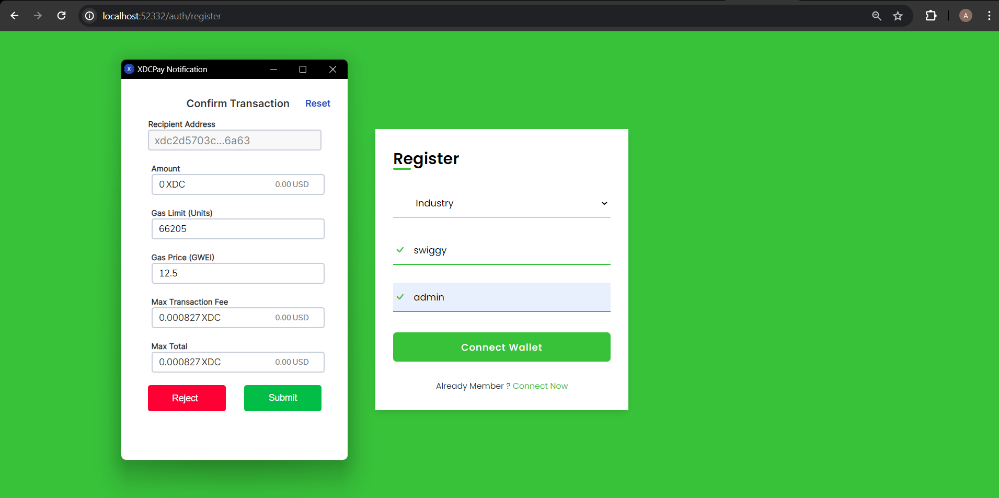 localhost:52332/auth/register
A
X XDCPay Notification
Confirm Transaction Reset
Recipient Address
xdc2d5703c...6a63
Amount
0 XDC 0.00 USD
Gas Limit (Units)
66205
Gas Price (GWEI)
12.5
Max Transaction Fee
0.000827 XDC 0.00 USD
Max Total
0.000827 XDC 0.00 USD
Reject Submit
Register
Industry
swiggy
admin
Connect Wallet
Already Member ? Connect Now